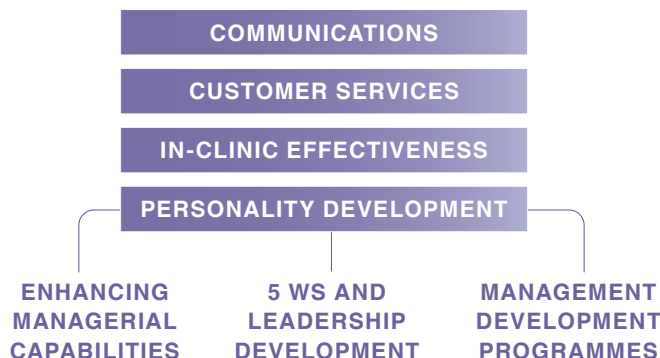 COMMUNICATIONS
CUSTOMER SERVICES
IN-CLINIC EFFECTIVENESS
PERSONALITY DEVELOPMENT
ENHANCING
MANAGERIAL
CAPABILITIES
5 WS AND
LEADERSHIP
DEVELOPMENT
MANAGEMENT
DEVELOPMENT
PROGRAMMES